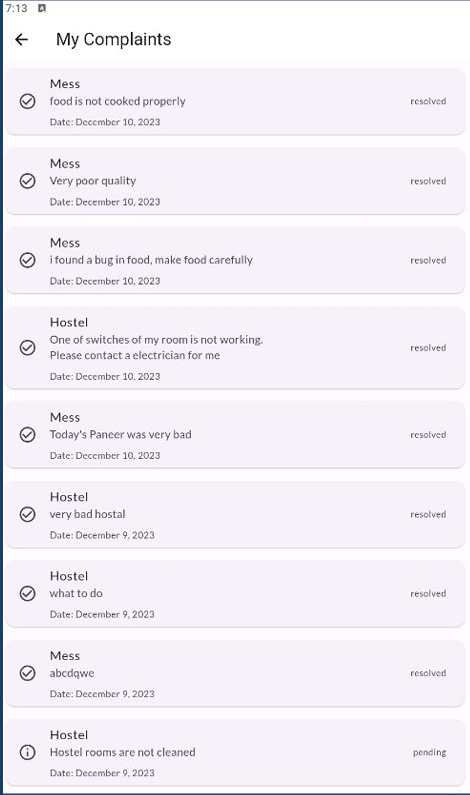 7:13
My Complaints
Mess
food is not cooked properly
resolved
Date: December 10, 2023
Mess
Very poor quality
resolved
Date: December 10, 2023
Mess
i found a bug in food, make food carefully
resolved
Date: December 10, 2023
Hostel
One of switches of my room is not working.
Please contact a electrician for me
resolved
Date: December 10, 2023
Mess
Today's Paneer was very bad
resolved
Date: December 10, 2023
Hostel
very bad hostal
resolved
Date: December 9, 2023
Hostel
what to do
resolved
Date: December 9, 2023
Mess
abcdqwe
resolved
Date: December 9, 2023
Hostel
Hostel rooms are not cleaned
pending
Date: December 9, 2023